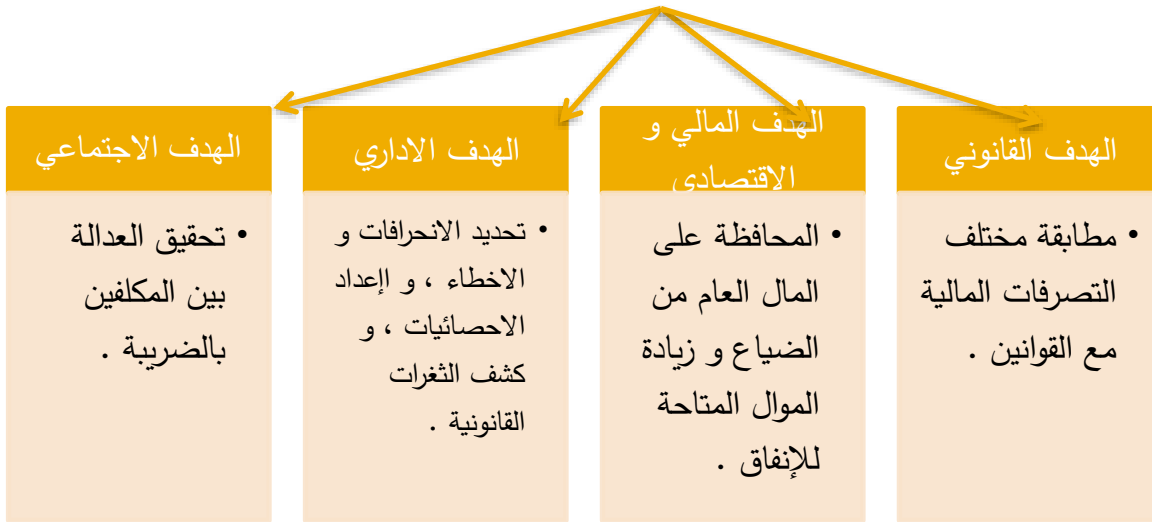 الهدف القانوني
• مطابقة مختلف
التصرفات المالية
مع القوانين .
الهدف المالي و
الاقتصادي
• المحافظة على
المال العام من
الضياع و زيادة
الموال المتاحة
للإنفاق .
الهدف الاداري
• تحديد الانحرافات و
الاخطاء ، و اإعداد
الاحصائيات ، و
كشف الثغرات
القانونية .
الهدف الاجتماعي
• تحقيق العدالة
بين المكلفين
بالضريبة .